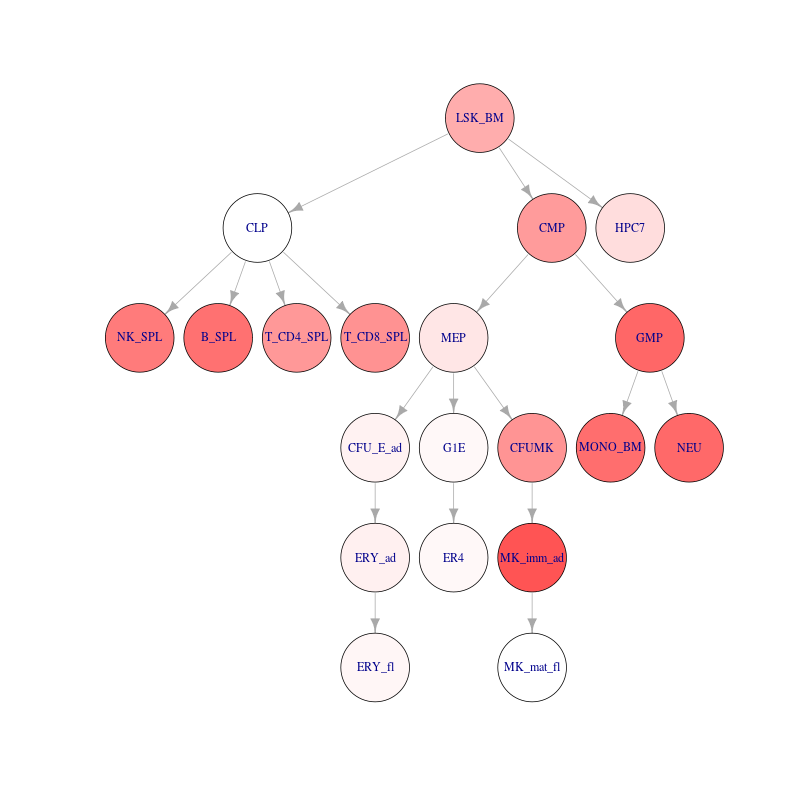 LSK_BM
CLP
CMP
HPC7
NK_SPL
B_SPL
T_CD4_SPL
T_CD8_SPL
MEP
GMP
CFU_E_ad
G1E
CFUMK
MONO_BM
NEU
ERY_ad
ER4
MK_imm_ad
ERY_fl
MK_mat_fl